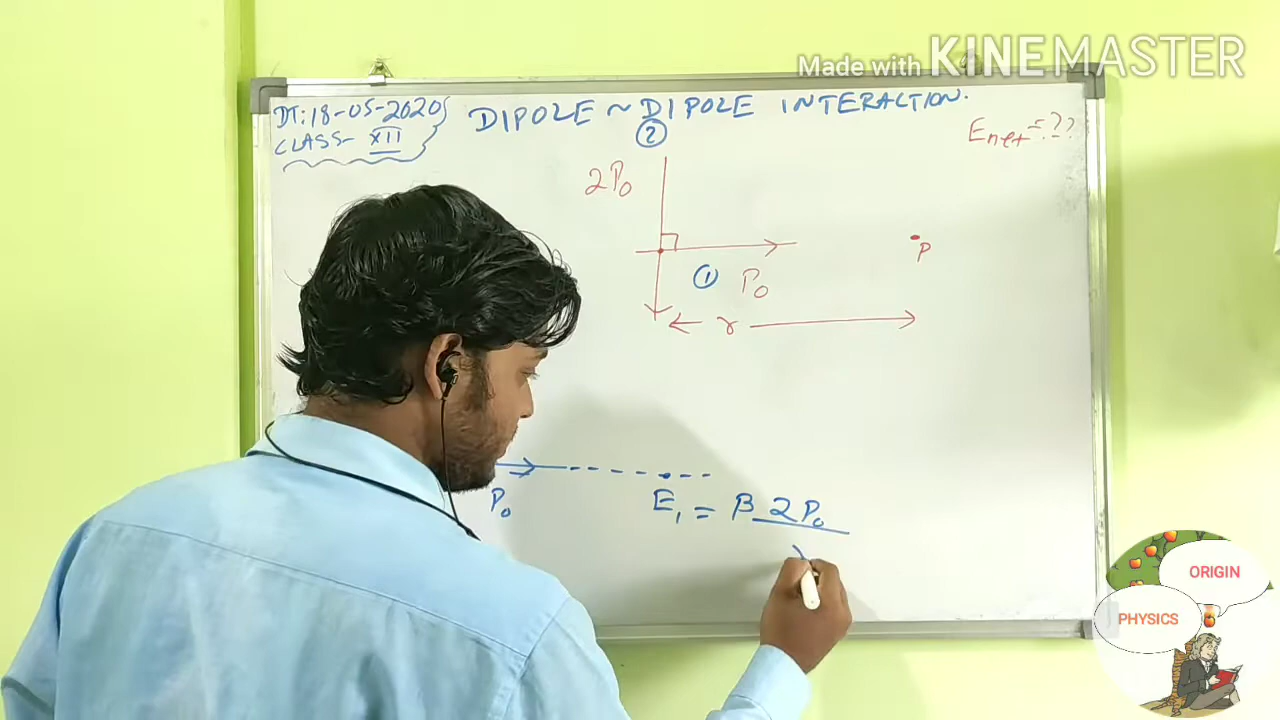 Made with KINEMASTER
DT:18-05-2020
CLASS- XII
DIPOLE ~ DIPOLE INTERACTION.
Enet=??
②
2P₀
① P₀
P
r
P₀
E₁ = β 2P₀
ORIGIN
PHYSICS